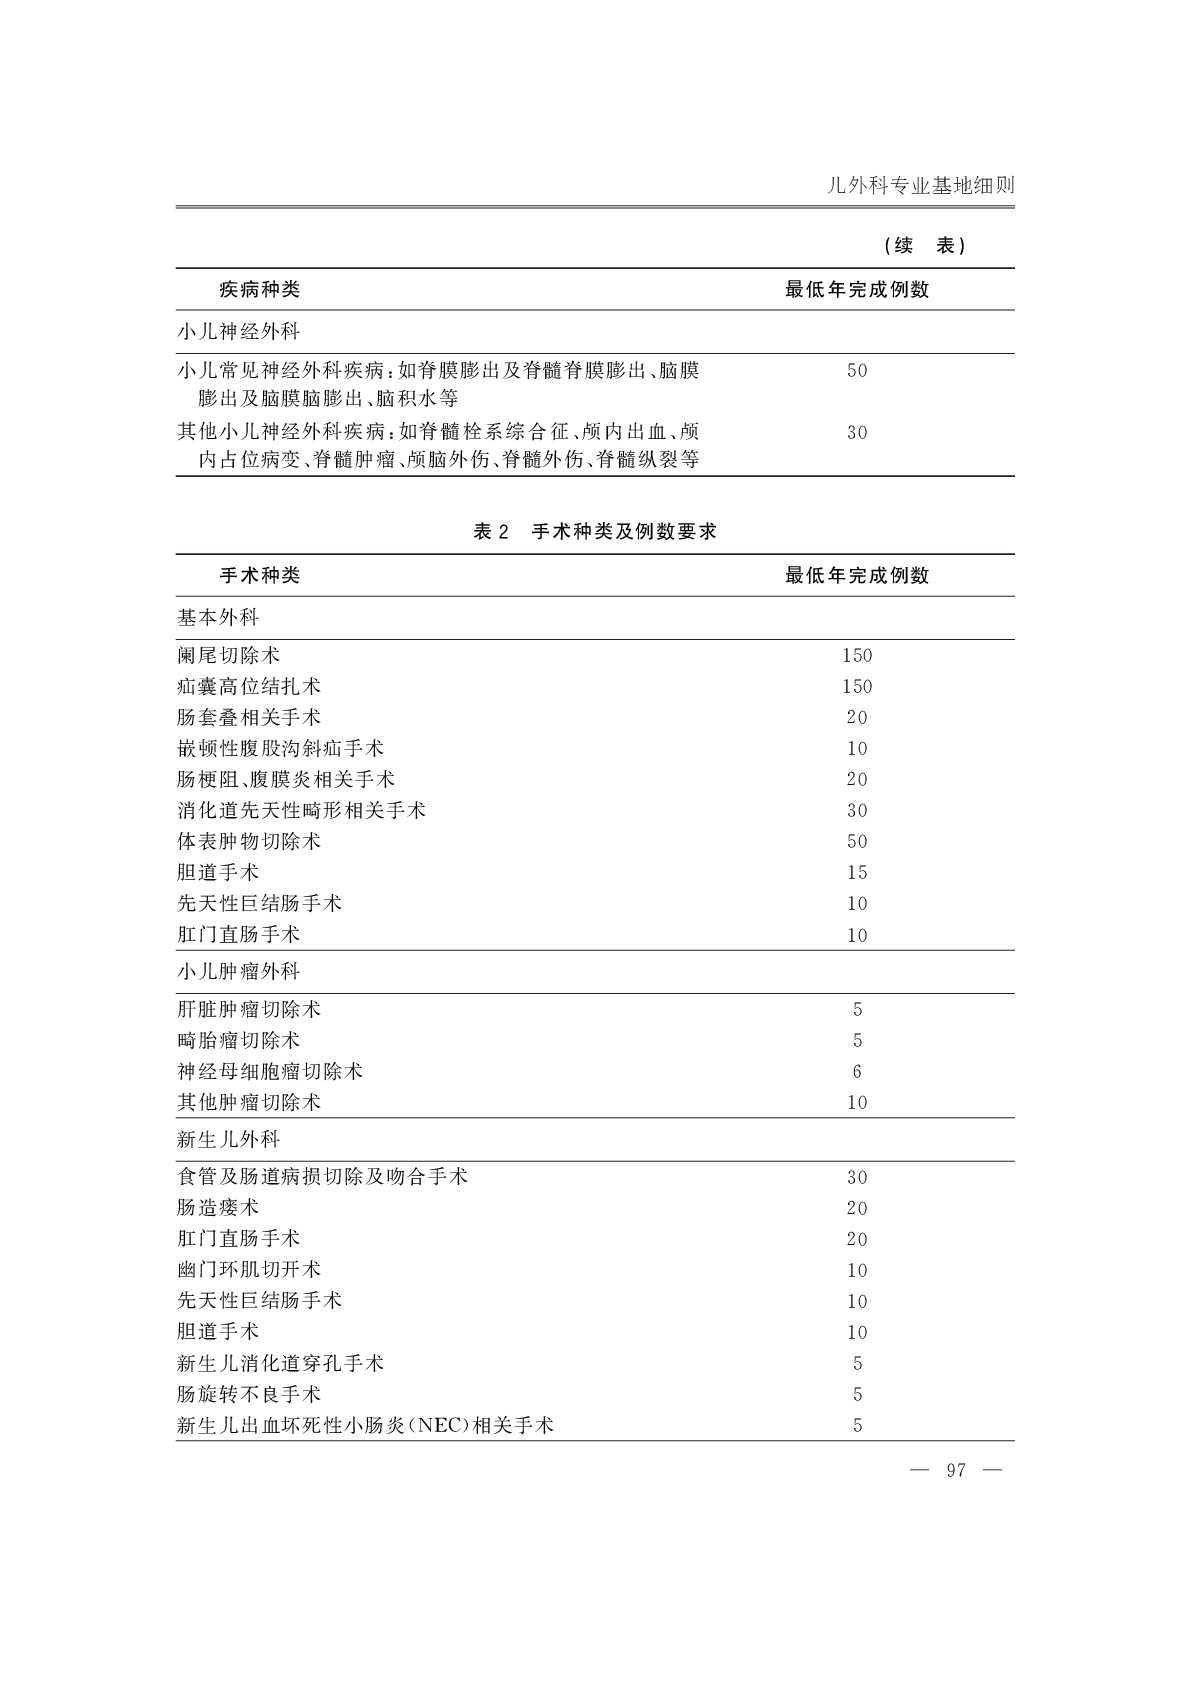 儿外科专业基地细则
(续　表)
疾病种类　最低年完成例数
小儿神经外科
小儿常见神经外科疾病:如脊膜膨出及脊髓脊膜膨出、脑膜　50
膨出及脑膜脑膨出、脑积水等
其他小儿神经外科疾病:如脊髓栓系综合征、颅内出血、颅　30
内占位病变、脊髓肿瘤、颅脑外伤、脊髓外伤、脊髓纵裂等
表 2　手术种类及例数要求
手术种类　最低年完成例数
基本外科
阑尾切除术　150
疝囊高位结扎术　150
肠套叠相关手术　20
嵌顿性腹股沟斜疝手术　10
肠梗阻、腹膜炎相关手术　20
消化道先天性畸形相关手术　30
体表肿物切除术　50
胆道手术　15
先天性巨结肠手术　10
肛门直肠手术　10
小儿肿瘤外科
肝脏肿瘤切除术　5
畸胎瘤切除术　5
神经母细胞瘤切除术　6
其他肿瘤切除术　10
新生儿外科
食管及肠道病损切除及吻合手术　30
肠造瘘术　20
肛门直肠手术　20
幽门环肌切开术　10
先天性巨结肠手术　10
胆道手术　10
新生儿消化道穿孔手术　5
肠旋转不良手术　5
新生儿出血坏死性小肠炎(NEC)相关手术　5
— 97 —